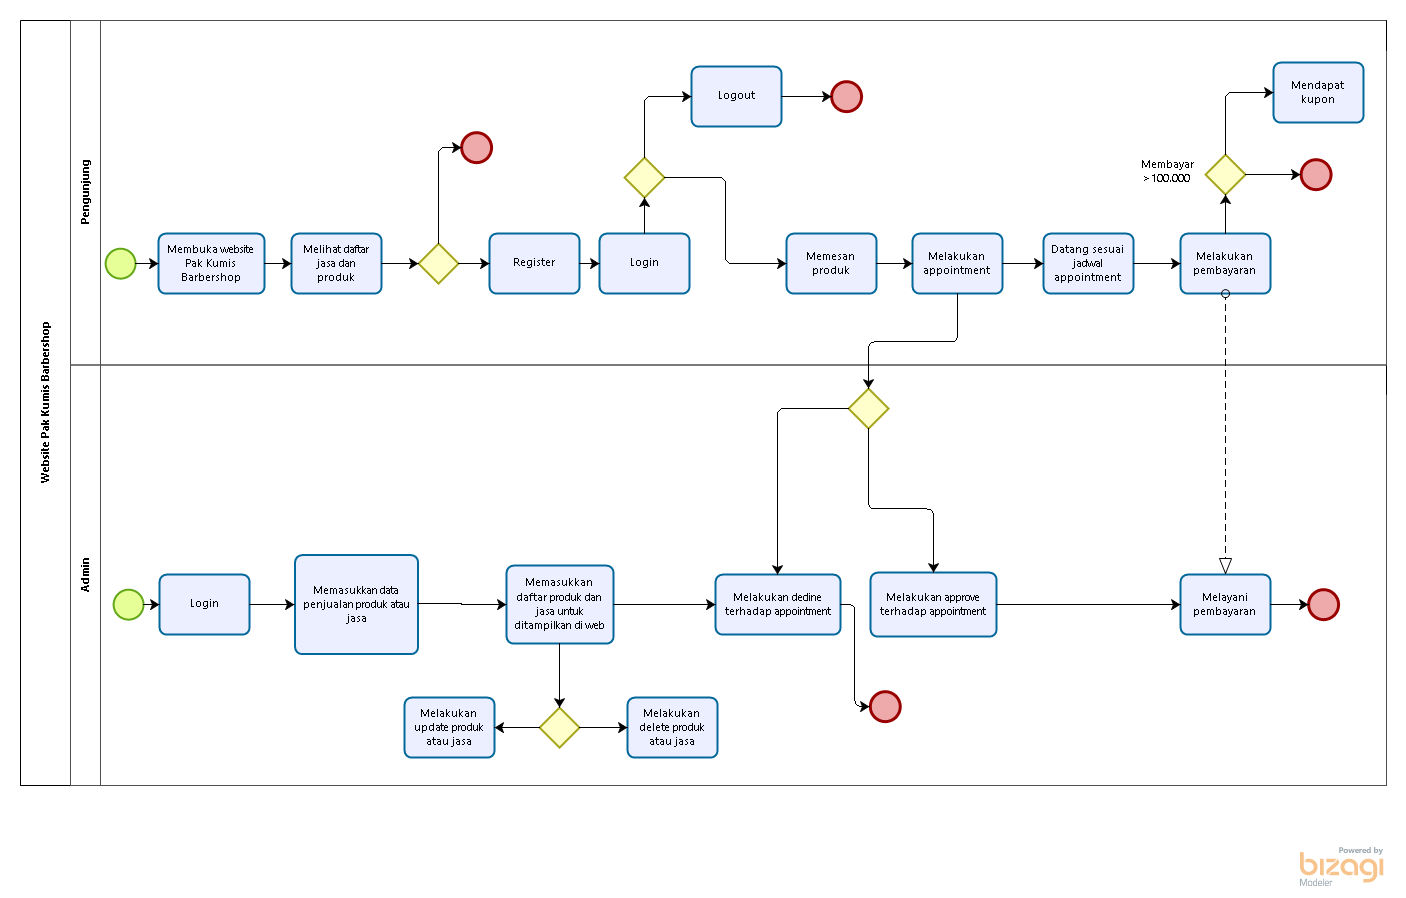 Website Pak Kumis Barbershop
Pengunjung
Membuka website
Pak Kumis
Barbershop
Melihat daftar
jasa dan
produk
Register
Login
Logout
Memesan
produk
Melakukan
appointment
Datang sesuai
jadwal
appointment
Melakukan
pembayaran
Membayar
>100.000
Mendapat
kupon
Admin
Login
Memasukkan data
penjualan produk atau
jasa
Memasukkan
daftar produk dan
jasa untuk
ditampilkan di web
Melakukan update produk
atau jasa
Melakukan
delete produk
atau jasa
Melakukan decline
terhadap appointment
Melakukan approve
terhadap appointment
Melayani
pembayaran
Powered by
bizagi
Modeler